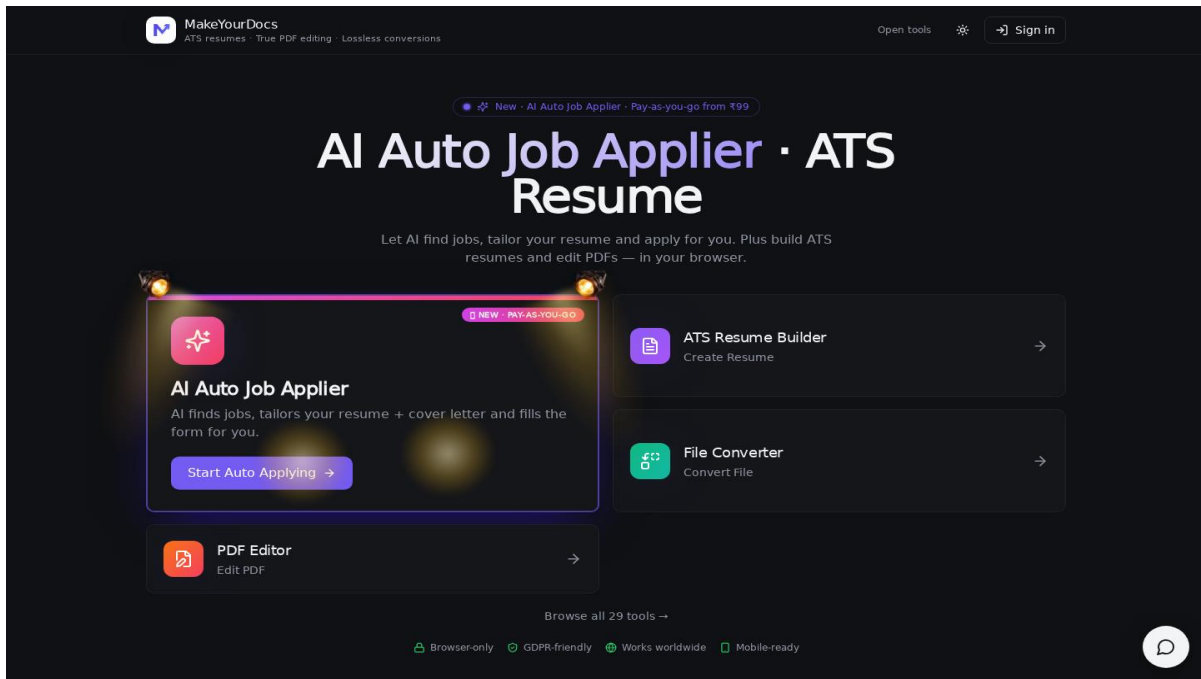 MakeYourDocs
ATS resumes · True PDF editing · Lossless conversions
Open tools
Sign in
New · AI Auto Job Applier · Pay-as-you-go from ₹99
AI Auto Job Applier · ATS
Resume
Let AI find jobs, tailor your resume and apply for you. Plus build ATS
resumes and edit PDFs — in your browser.
NEW · PAY-AS-YOU-GO
AI Auto Job Applier
AI finds jobs, tailors your resume + cover letter and fills the
form for you.
Start Auto Applying →
ATS Resume Builder
Create Resume
File Converter
Convert File
PDF Editor
Edit PDF
Browse all 29 tools →
Browser-only
GDPR-friendly
Works worldwide
Mobile-ready